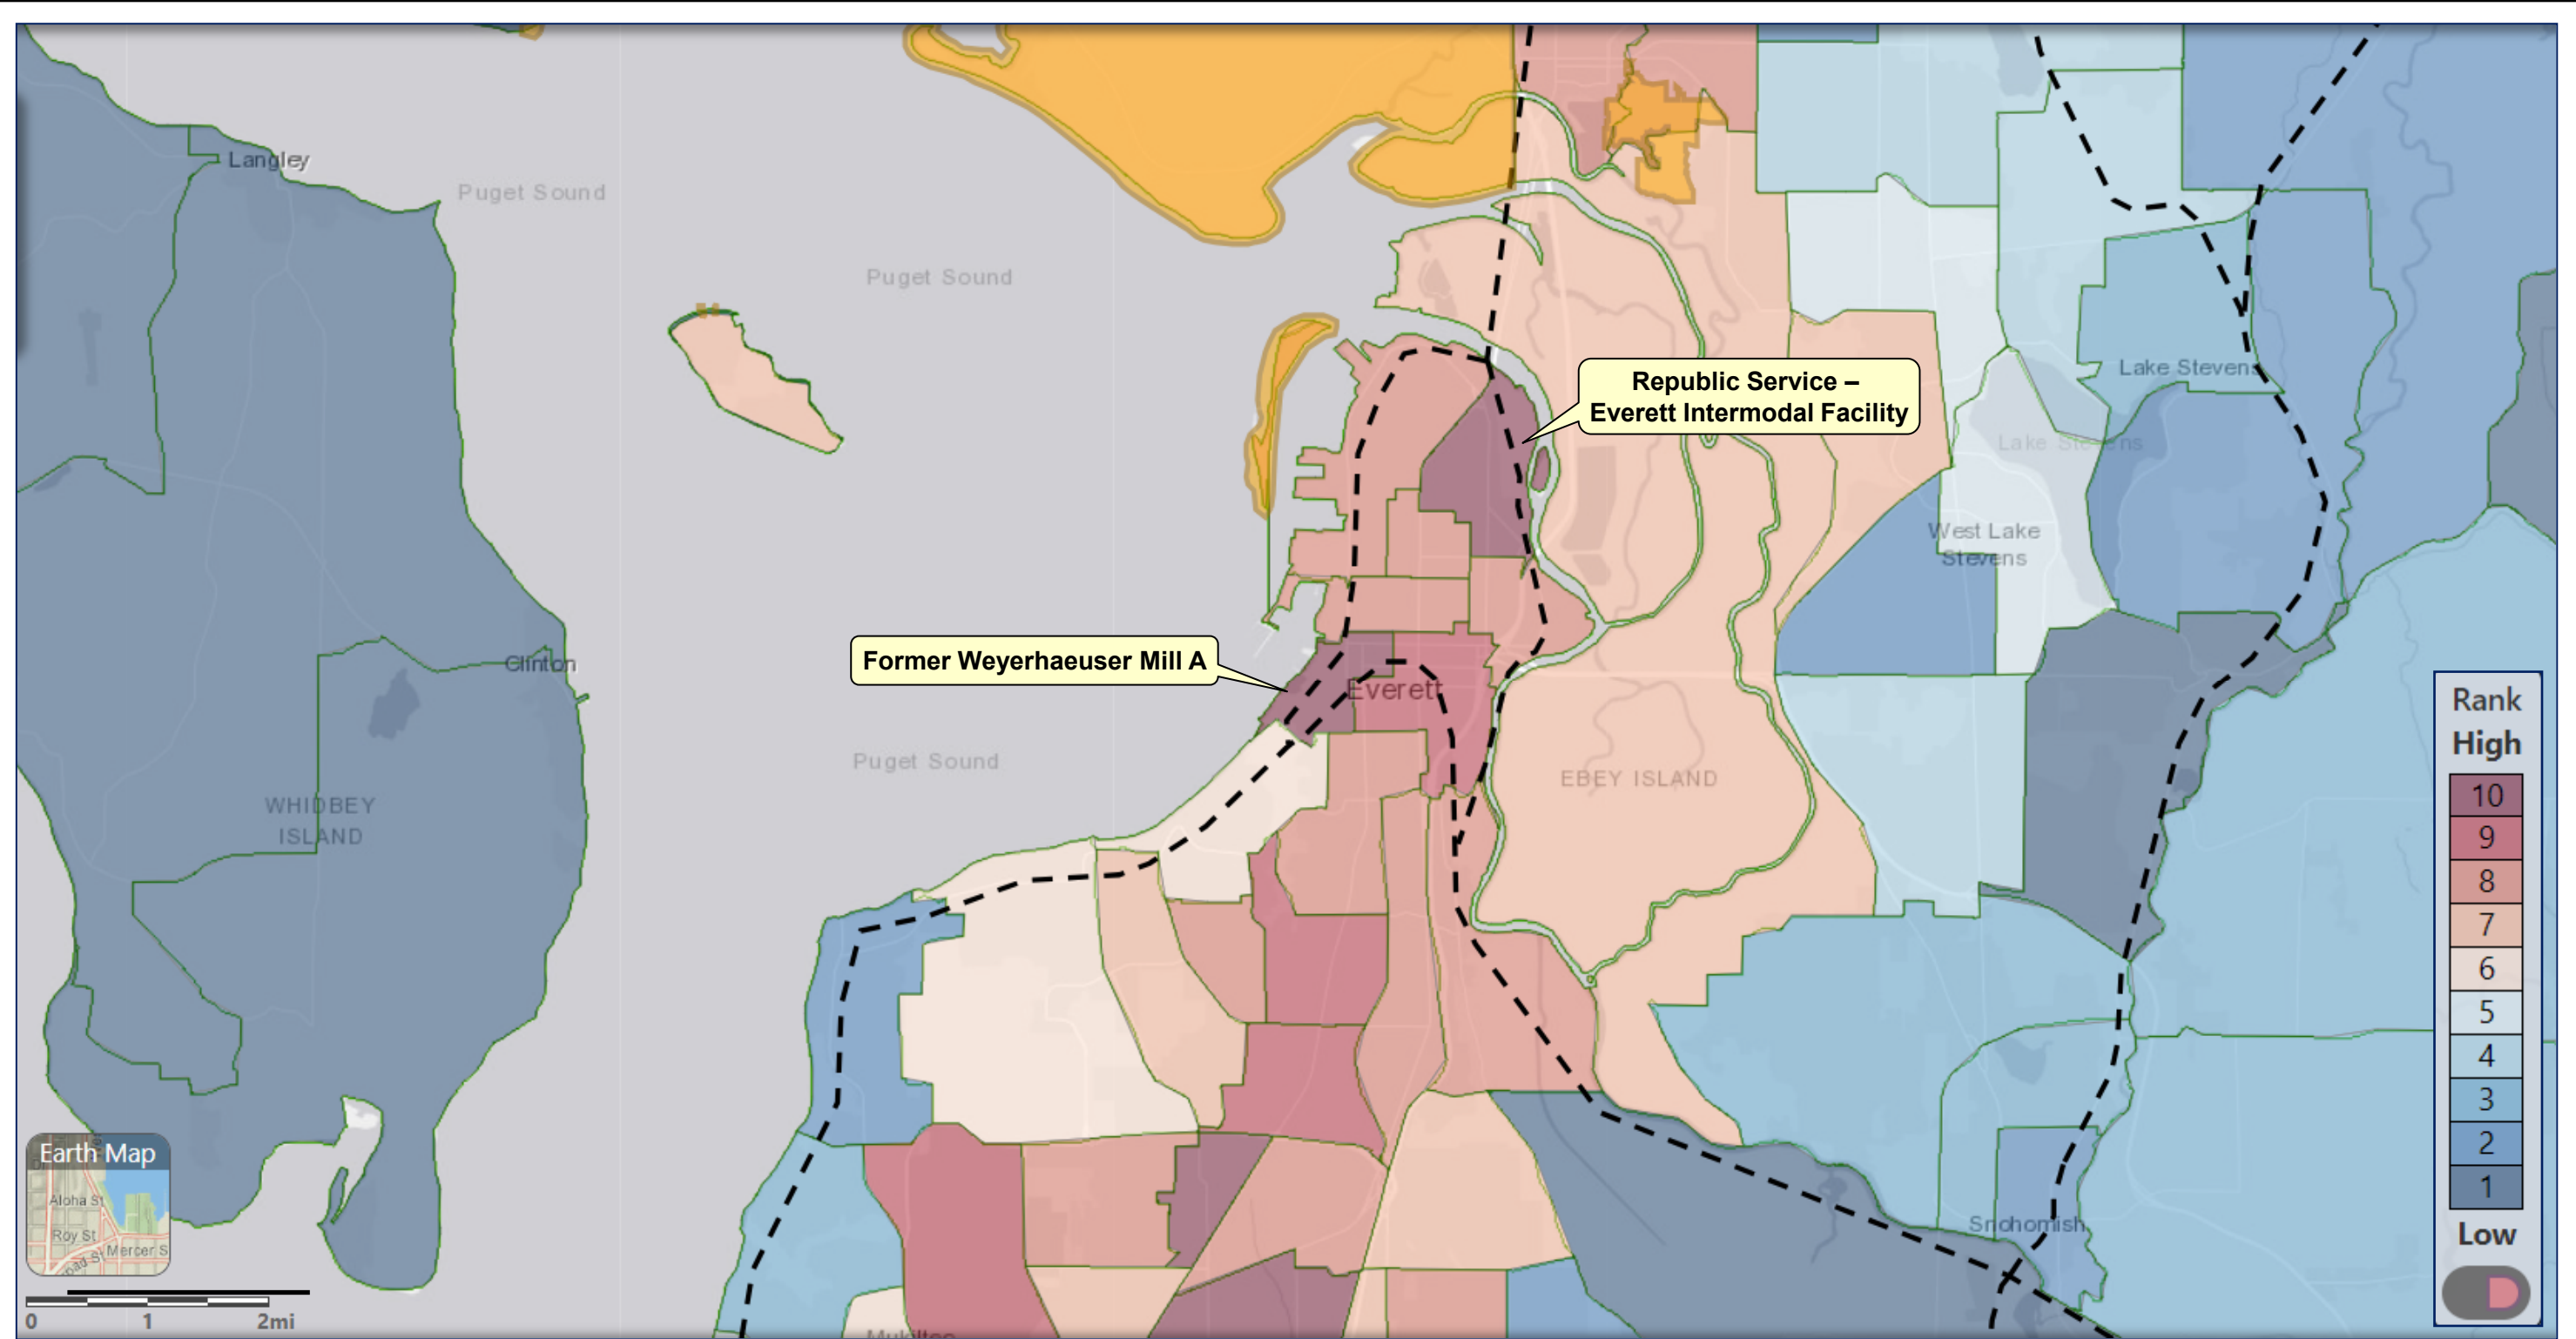 Langley
Puget Sound
Puget Sound
Republic Service –
Everett Intermodal Facility
Lake Stevens
Lake Stevens
West Lake
Stevens
Former Weyerhaeuser Mill A
Clinton
Everett
Puget Sound
EBEY ISLAND
WHIDBEY
ISLAND
Snohomish
Rank
High
10
9
8
7
6
5
4
3
2
1
Low
Earth Map
Aloha St
Roy St
Mercer S
0 1 2mi